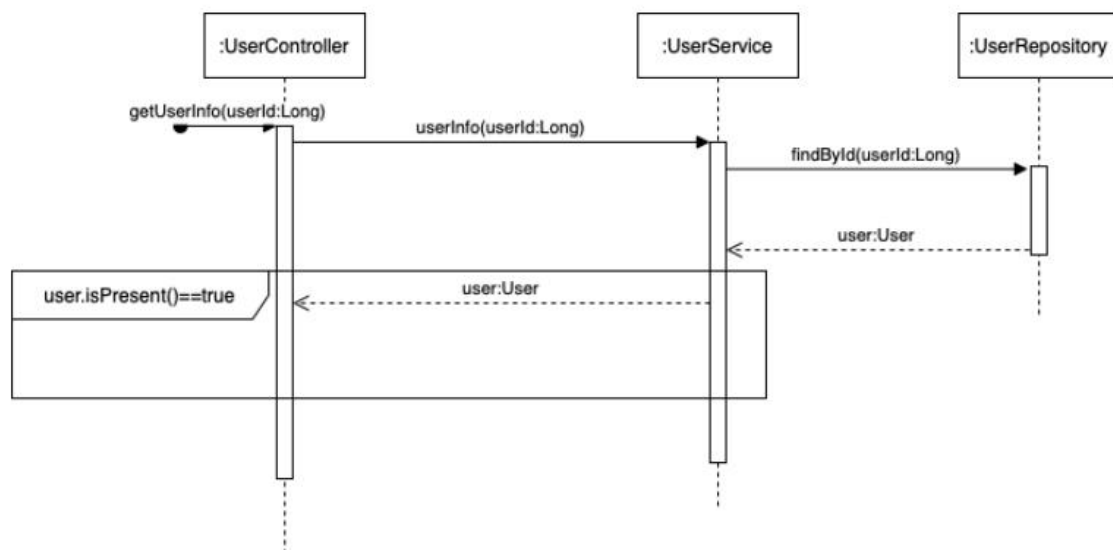 :UserController
:UserService
:UserRepository
getUserInfo(userId:Long)
userInfo(userId:Long)
findById(userId:Long)
user:User
user.isPresent()==true
user:User